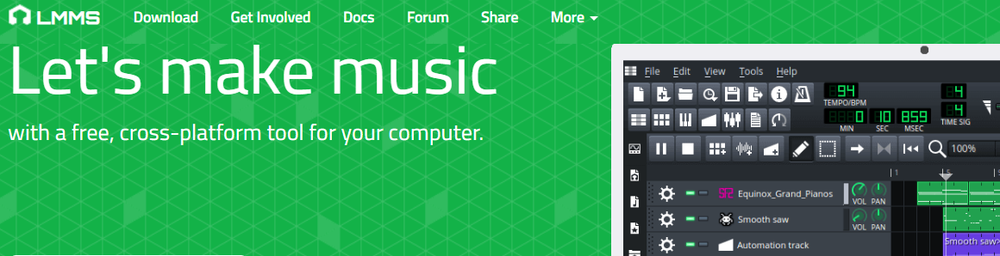 LMMS Download Get Involved Docs Forum Share More
Let's make music
with a free, cross-platform tool for your computer.
File Edit View Tools Help
94 4
TEMPO/BPM
4
0 10 859
MIN SEC MSEC TIME SIG
100%
1 5
Equinox_Grand_Pianos VOL PAN
Smooth saw VOL PAN
Automation track Smooth saw>